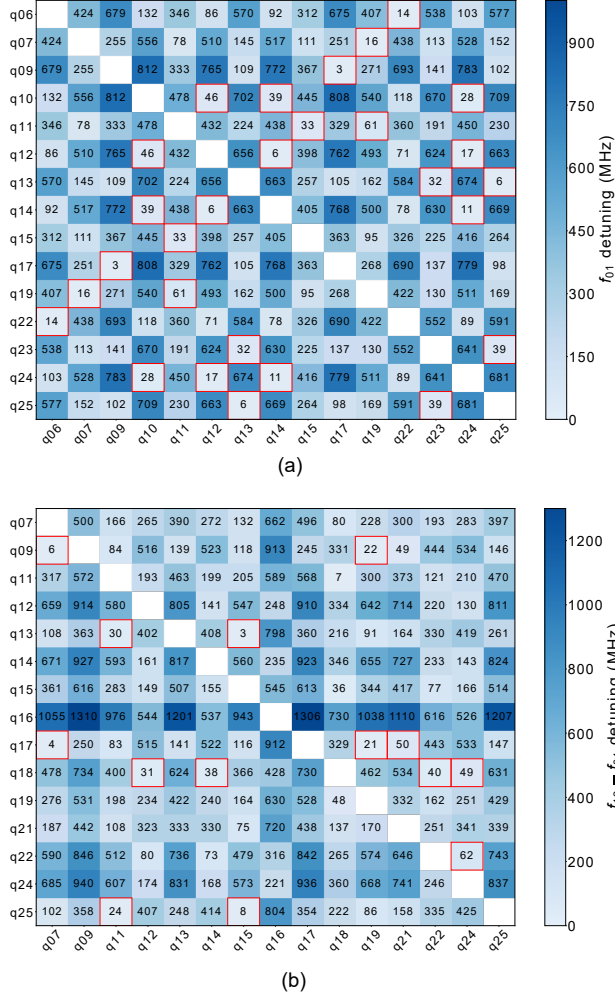 q06 424 679 132 346 86 570 92 312 675 407 14 538 103 577
q07 424 255 556 78 510 145 517 111 251 16 438 113 528 152
q09 679 255 812 333 765 109 772 367 3 271 693 141 783 102
q10 132 556 812 478 46 702 39 445 808 540 118 670 28 709
q11 346 78 333 478 432 224 438 33 329 61 360 191 450 230
q12 86 510 765 46 432 656 6 398 762 493 71 624 17 663
q13 570 145 109 702 224 656 663 257 105 162 584 32 674 6
q14 92 517 772 39 438 6 663 405 768 500 78 630 11 669
q15 312 111 367 445 33 398 257 405 363 95 326 225 416 264
q17 675 251 3 808 329 762 105 768 363 268 690 137 779 98
q19 407 16 271 540 61 493 162 500 95 268 422 130 511 169
q22 14 438 693 118 360 71 584 78 326 690 422 552 89 591
q23 538 113 141 670 191 624 32 630 225 137 130 552 641 39
q24 103 528 783 28 450 17 674 11 416 779 511 89 641 681
q25 577 152 102 709 230 663 6 669 264 98 169 591 39 681
q06 q07 q09 q10 q11 q12 q13 q14 q15 q17 q19 q22 q23 q24 q25
900
750
600
450
300
150
0
f01 detuning (MHz)
(a)
q07 500 166 265 390 272 132 662 496 80 228 300 193 283 397
q09 6 84 516 139 523 118 913 245 331 22 49 444 534 146
q11 317 572 193 463 199 205 589 568 7 300 373 121 210 470
q12 659 914 580 805 141 547 248 910 334 642 714 220 130 811
q13 108 363 30 402 408 3 798 360 216 91 164 330 419 261
q14 671 927 593 161 817 560 235 923 346 655 727 233 143 824
q15 361 616 283 149 507 155 545 613 36 344 417 77 166 514
q16 1055 1310 976 544 1201 537 943 1306 730 1038 1110 616 526 1207
q17 4 250 83 515 141 522 116 912 329 21 50 443 533 147
q18 478 734 400 31 624 38 366 428 730 462 534 40 49 631
q19 276 531 198 234 422 240 164 630 528 48 332 162 251 429
q21 187 442 108 323 333 330 75 720 438 137 170 251 341 339
q22 590 846 512 80 736 73 479 316 842 265 574 646 62 743
q24 685 940 607 174 831 168 573 221 936 360 668 741 246 837
q25 102 358 24 407 248 414 8 804 354 222 86 158 335 425
q07 q09 q11 q12 q13 q14 q15 q16 q17 q18 q19 q21 q22 q24 q25
1200
1000
800
600
400
200
0
f12 − f01 detuning (MHz)
(b)